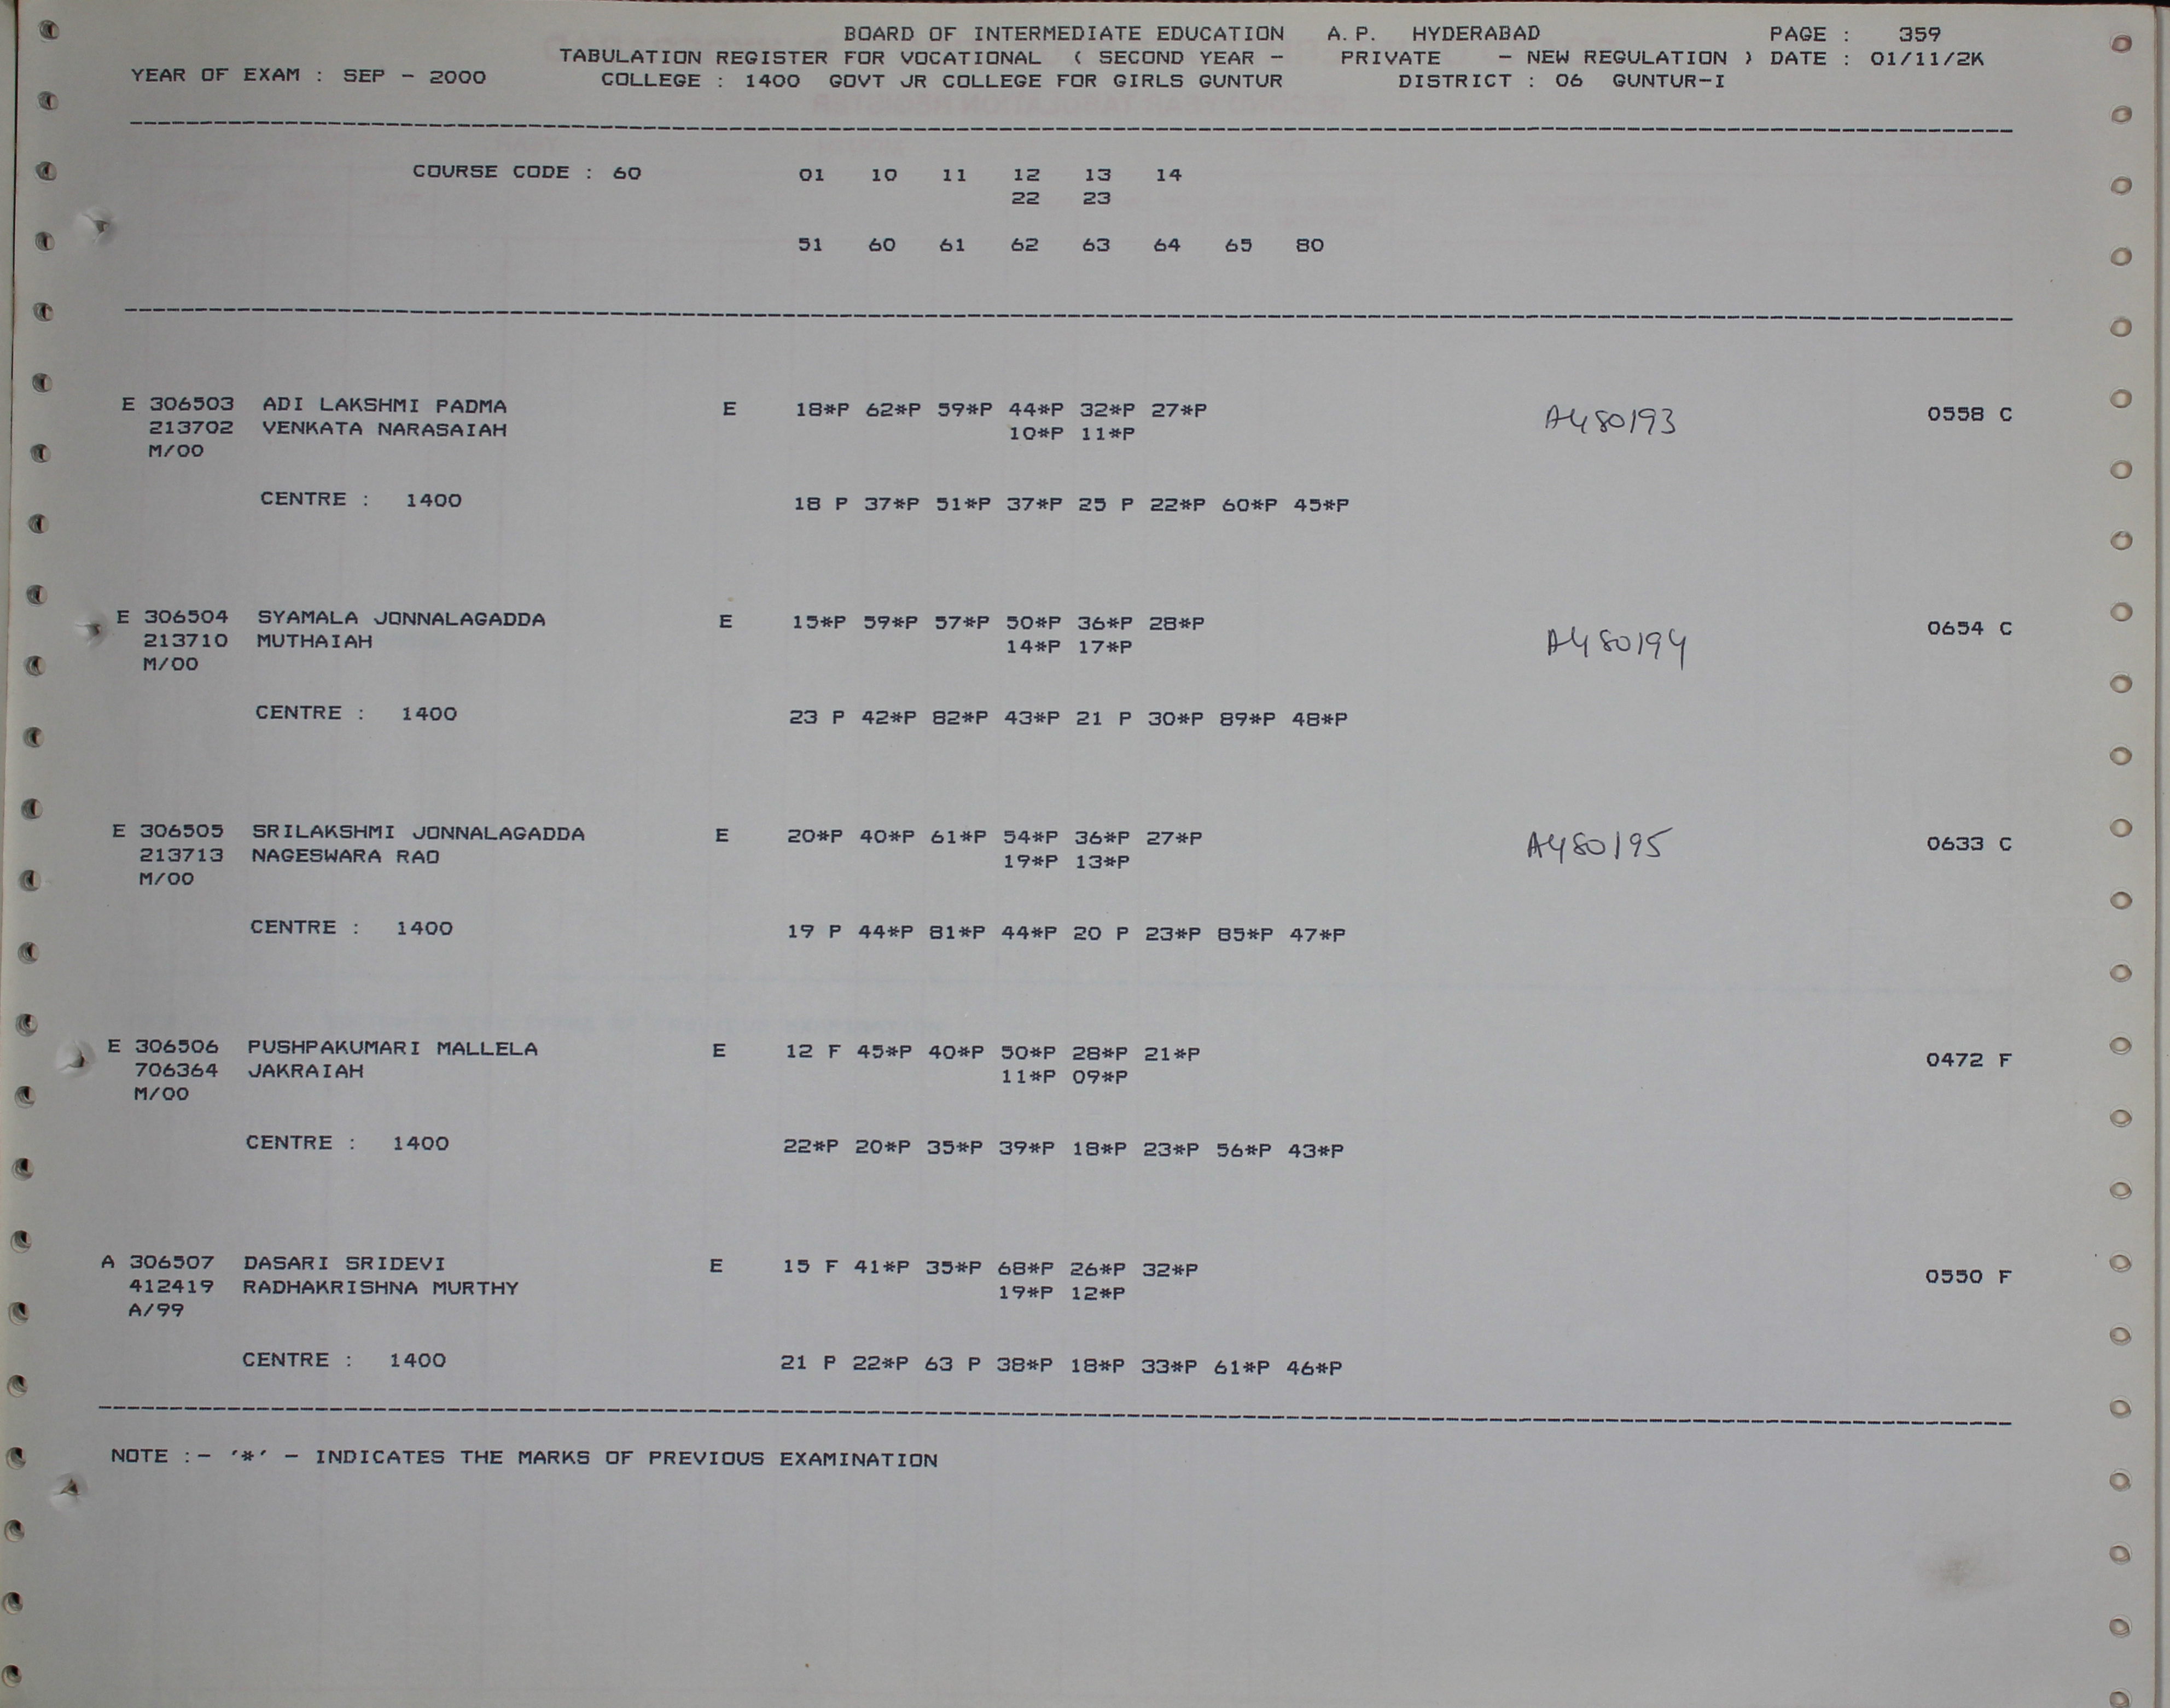 BOARD OF INTERMEDIATE EDUCATION A.P. HYDERABAD PAGE : 359
TABULATION REGISTER FOR VOCATIONAL ( SECOND YEAR - PRIVATE - NEW REGULATION ) DATE : 01/11/2K
YEAR OF EXAM : SEP - 2000 COLLEGE : 1400 GOVT JR COLLEGE FOR GIRLS GUNTUR DISTRICT : 06 GUNTUR-I
COURSE CODE : 60 01 10 11 12 13 14
22 23
51 60 61 62 63 64 65 80
E 306503 ADI LAKSHMI PADMA E 18*P 62*P 59*P 44*P 32*P 27*P A480193 0558 C
213702 VENKATA NARASAIAH 10*P 11*P
M/00
CENTRE : 1400 18 P 37*P 51*P 37*P 25 P 22*P 60*P 45*P
E 306504 SYAMALA JONNALAGADDA E 15*P 59*P 57*P 50*P 36*P 28*P A480194 0654 C
213710 MUTHAIAH 14*P 17*P
M/00
CENTRE : 1400 23 P 42*P 82*P 43*P 21 P 30*P 89*P 48*P
E 306505 SRILAKSHMI JONNALAGADDA E 20*P 40*P 61*P 54*P 36*P 27*P A480195 0633 C
213713 NAGESWARA RAO 19*P 13*P
M/00
CENTRE : 1400 19 P 44*P 81*P 44*P 20 P 23*P 85*P 47*P
E 306506 PUSHPAKUMARI MALLELA E 12 F 45*P 40*P 50*P 28*P 21*P 0472 F
706364 JAKRAIAH 11*P 09*P
M/00
CENTRE : 1400 22*P 20*P 35*P 39*P 18*P 23*P 56*P 43*P
A 306507 DASARI SRIDEVI E 15 F 41*P 35*P 68*P 26*P 32*P 0550 F
412419 RADHAKRISHNA MURTHY 19*P 12*P
A/99
CENTRE : 1400 21 P 22*P 63 P 38*P 18*P 33*P 61*P 46*P
NOTE :- '*' - INDICATES THE MARKS OF PREVIOUS EXAMINATION